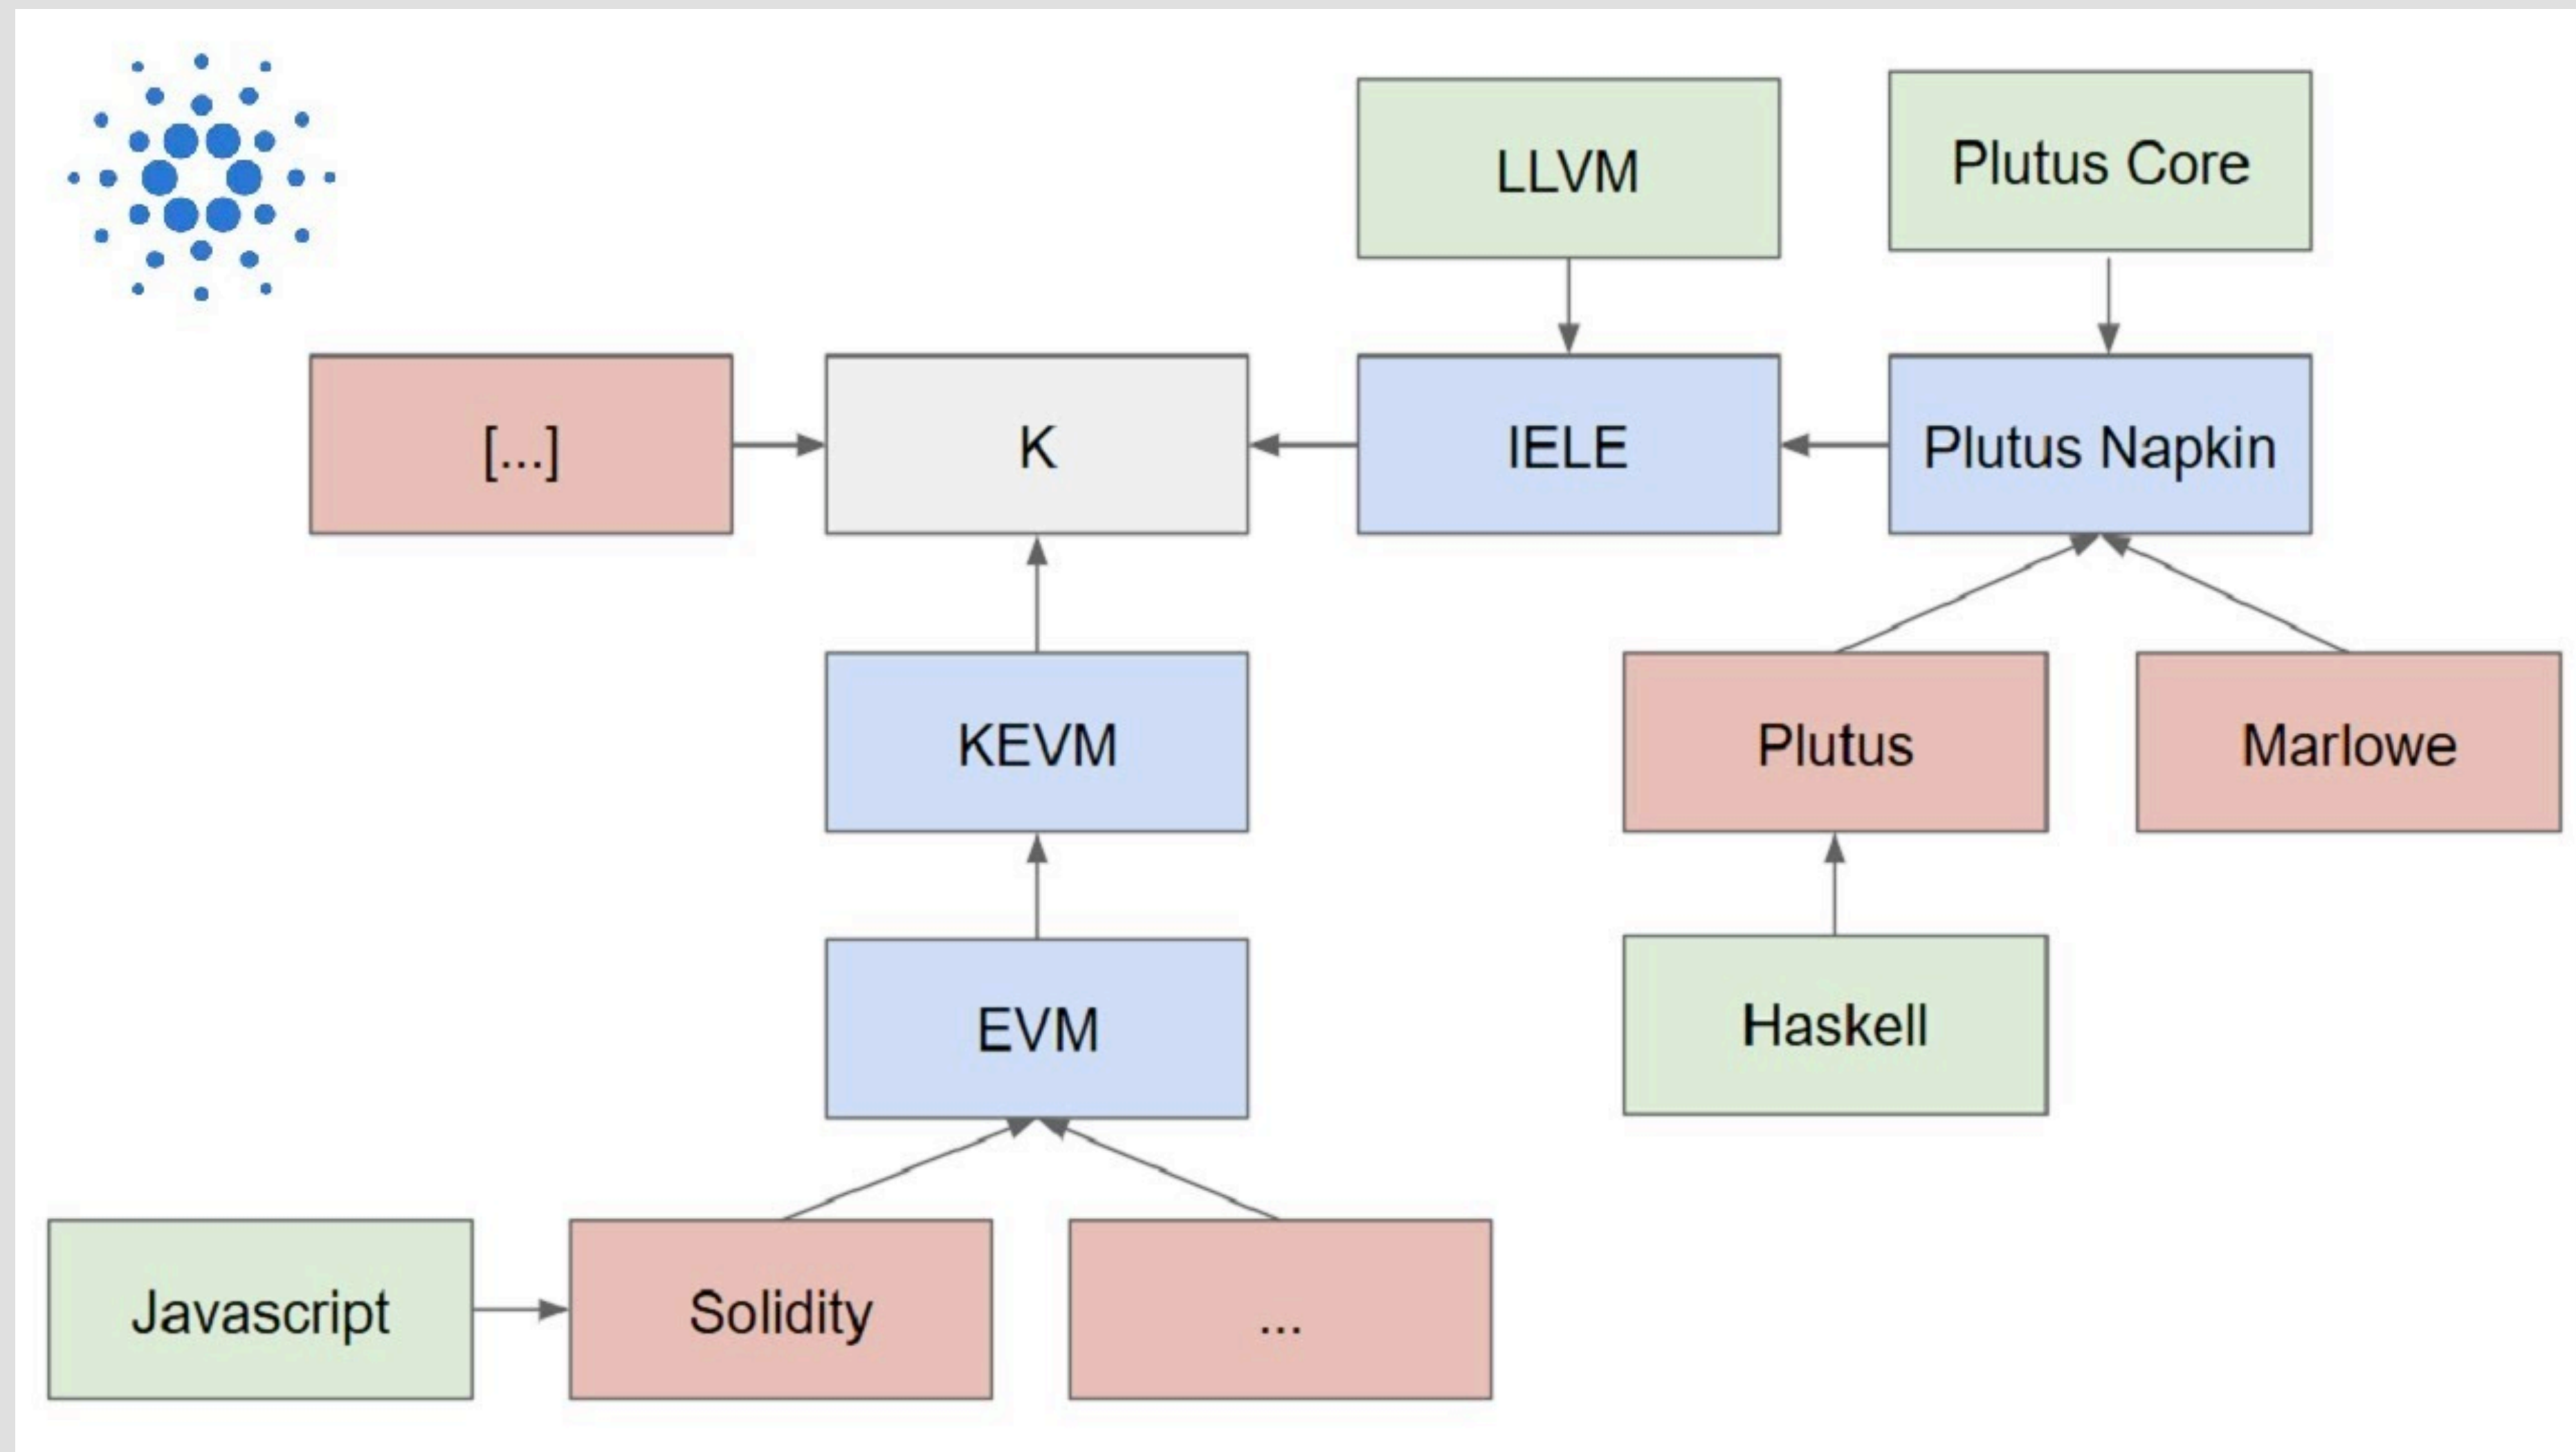 LLVM
Plutus Core
[...]
K
IELE
Plutus Napkin
KEVM
Plutus
Marlowe
EVM
Haskell
Javascript
Solidity
...